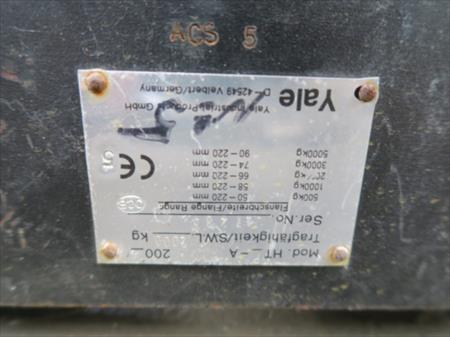 ACS 5
Yale
Yale Industrial Products GmbH
D-42549 Velbert/Germany
Mod. HT -A 200
Tragfähigkeit/SWL kg
Ser.No.
Flanschbreite/Flange Range
500kg 50-220 mm
1000kg 58-220 mm
66-220 mm
3000kg 74-220 mm
5000kg 90-220 mm
CE